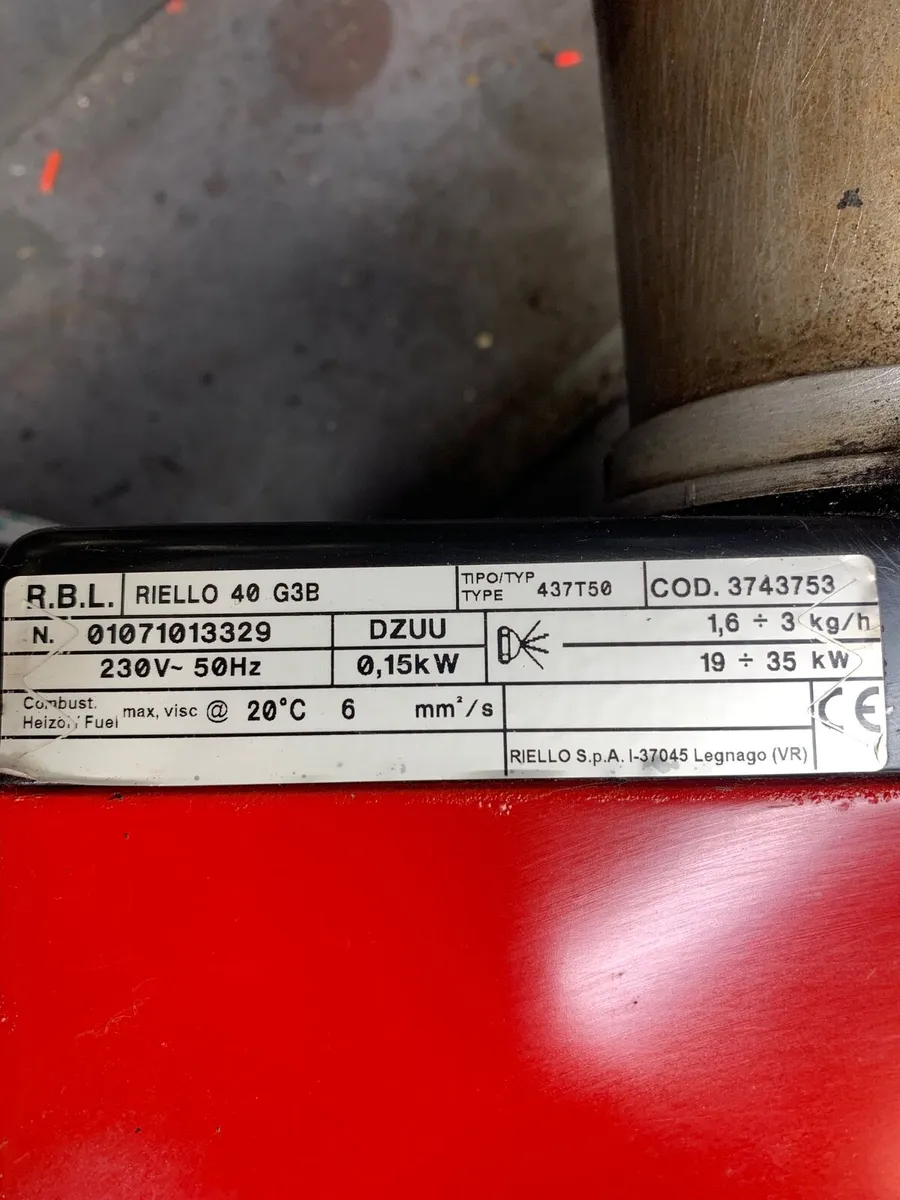 R.B.L. RIELLO 40 G3B TIPO/TYP TYPE 437T50 COD. 3743753
N. 01071013329 DZUU 1,6 ÷ 3 kg/h
230V~ 50Hz 0,15kW 19 ÷ 35 kW
Combust. Heizöl/ Fuel max, visc @ 20°C 6 mm²/s CE
RIELLO S.p.A. I-37045 Legnago (VR)